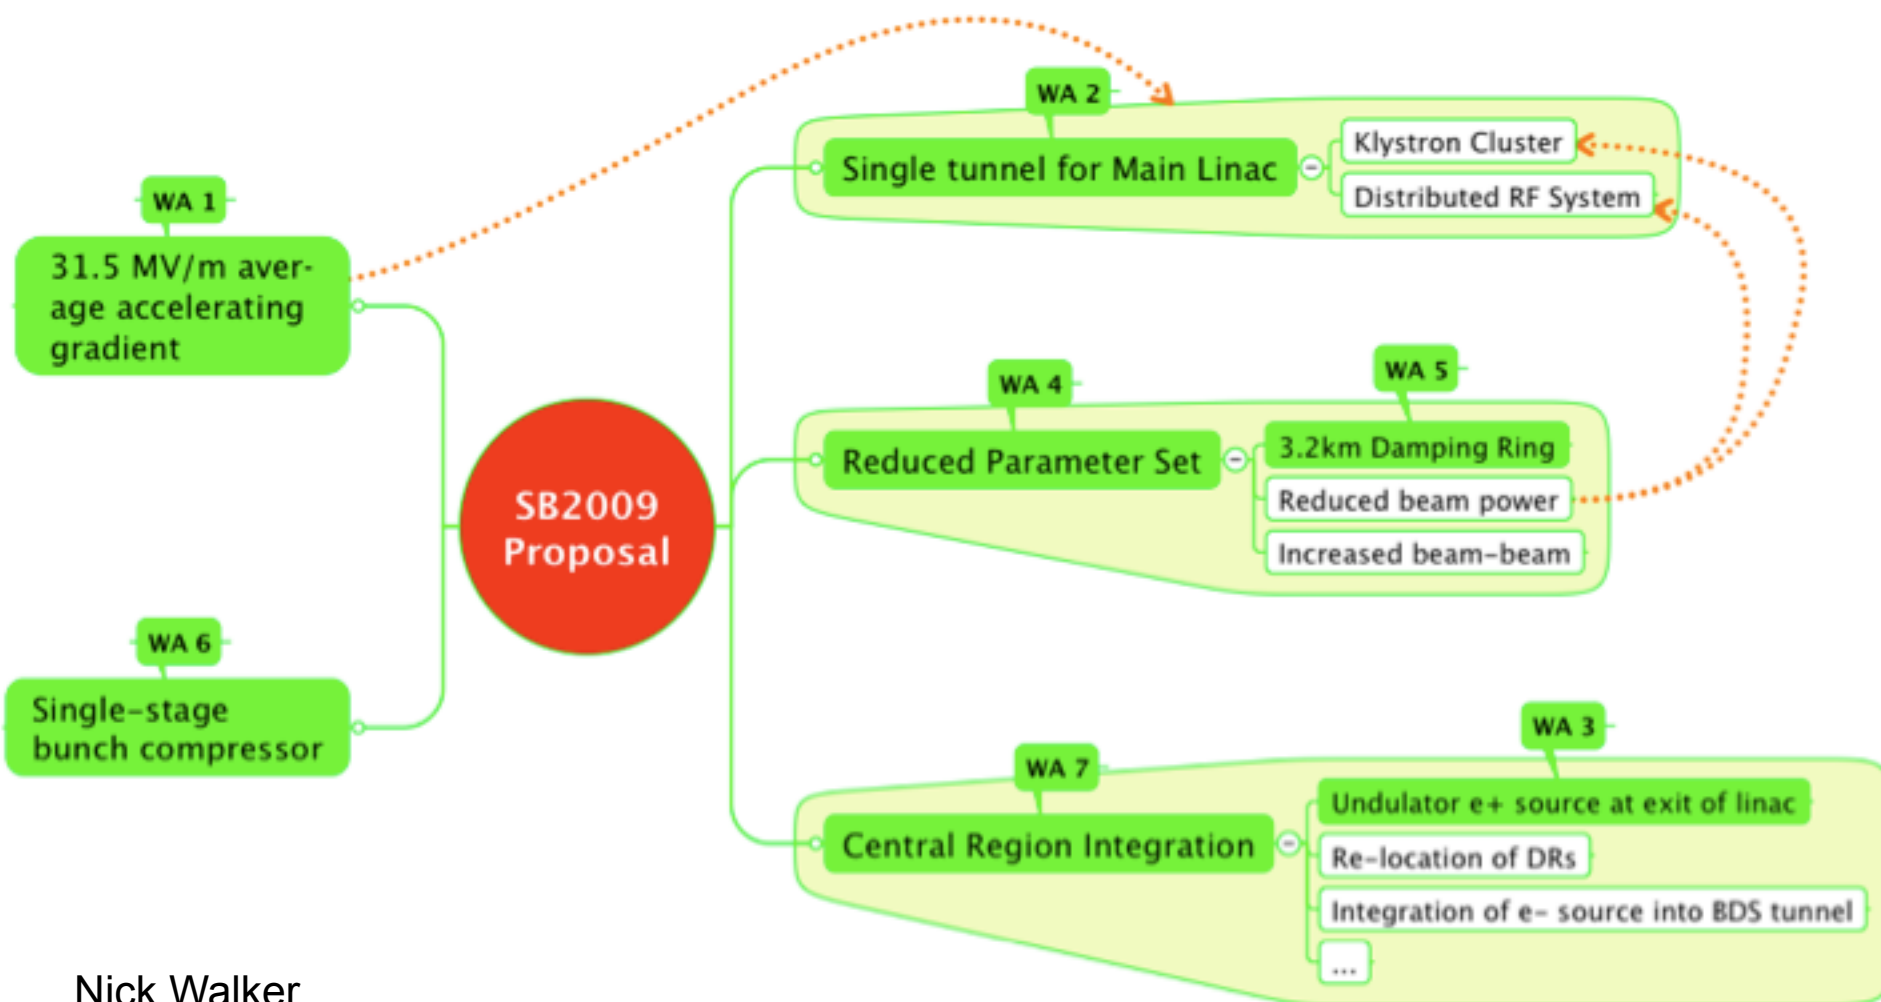 WA 1
31.5 MV/m aver-
age accelerating
gradient
WA 6
Single-stage
bunch compressor
SB2009
Proposal
WA 2
Single tunnel for Main Linac
Klystron Cluster
Distributed RF System
WA 4
Reduced Parameter Set
WA 5
3.2km Damping Ring
Reduced beam power
Increased beam-beam
WA 7
Central Region Integration
WA 3
Undulator e+ source at exit of linac
Re-location of DRs
Integration of e- source into BDS tunnel
...
Nick Walker